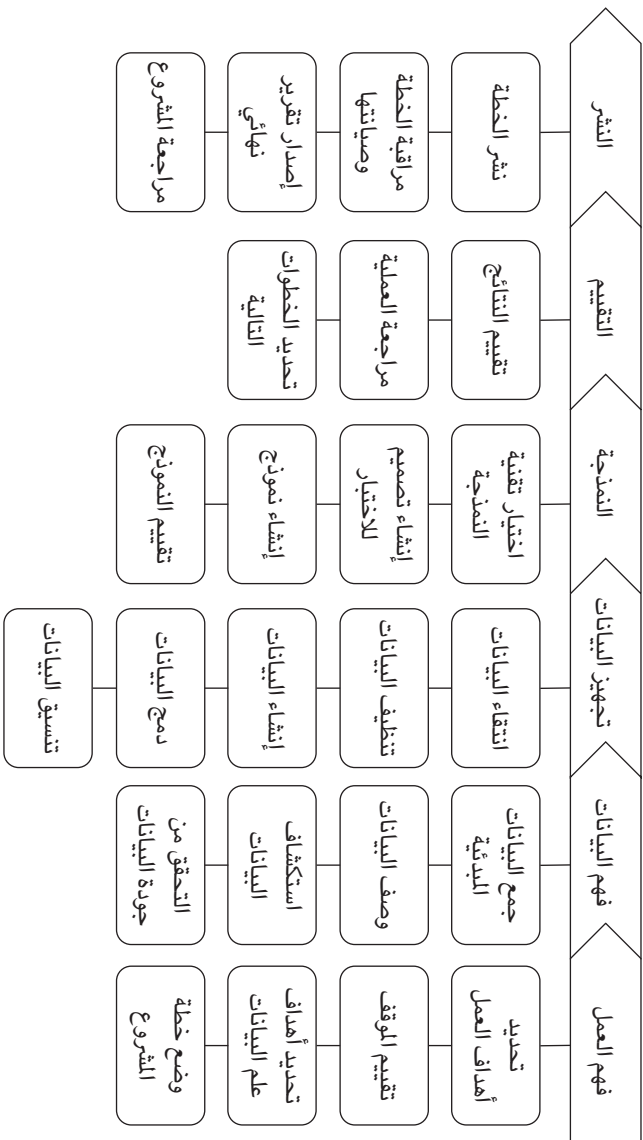 فهم العمل
تحديد
أهداف العمل
تقييم الموقف
تحديد أهداف
علم البيانات
وضع خطة
المشروع
فهم البيانات
جمع البيانات
المبدئية
وصف البيانات
استكشاف
البيانات
التحقق من
جودة البيانات
تجهيز البيانات
انتقاء البيانات
تنظيف البيانات
إنشاء البيانات
دمج البيانات
تنسيق البيانات
النمذجة
اختيار تقنية
النمذجة
إنشاء تصميم
للاختبار
إنشاء نموذج
تقييم النموذج
التقييم
تقييم النتائج
مراجعة العملية
تحديد الخطوات
التالية
النشر
نشر الخطة
مراقبة الخطة
وصيانتها
إصدار تقرير
نهائي
مراجعة المشروع